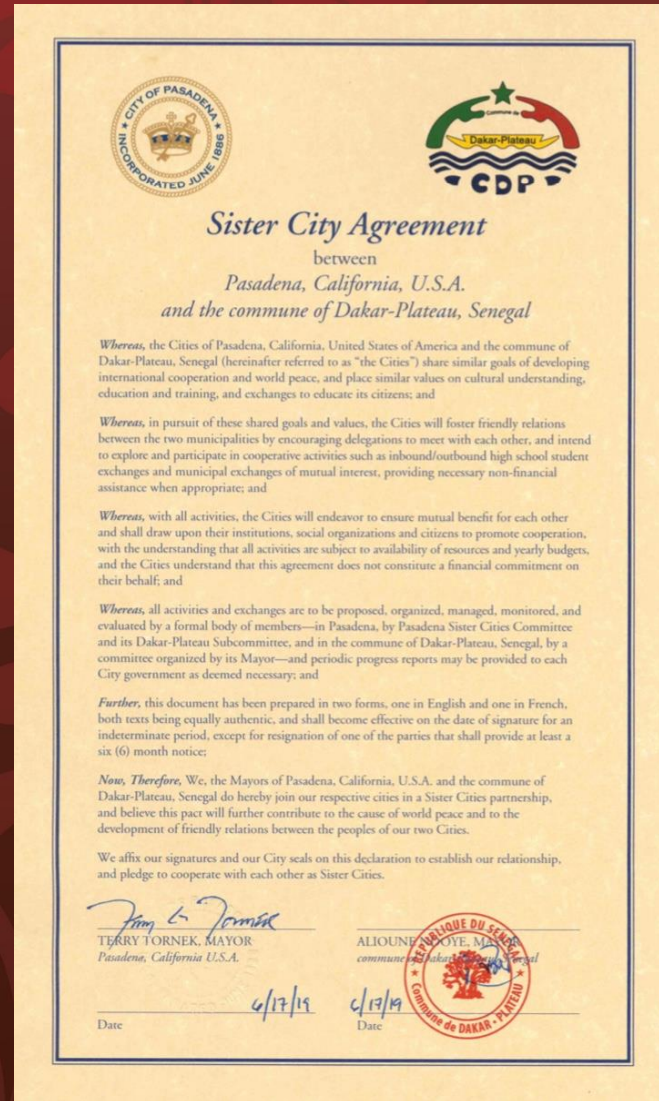 CITY OF PASADENA
INCORPORATED JUNE 1886
Commune de
Dakar-Plateau
CDP
Sister City Agreement
between
Pasadena, California, U.S.A.
and the commune of Dakar-Plateau, Senegal
Whereas, the Cities of Pasadena, California, United States of America and the commune of
Dakar-Plateau, Senegal (hereinafter referred to as "the Cities") share similar goals of developing
international cooperation and world peace, and place similar values on cultural understanding,
education and training, and exchanges to educate its citizens; and
Whereas, in pursuit of these shared goals and values, the Cities will foster friendly relations
between the two municipalities by encouraging delegations to meet with each other, and intend
to explore and participate in cooperative activities such as inbound/outbound high school student
exchanges and municipal exchanges of mutual interest, providing necessary non-financial
assistance when appropriate; and
Whereas, with all activities, the Cities will endeavor to ensure mutual benefit for each other
and shall draw upon their institutions, social organizations and citizens to promote cooperation,
with the understanding that all activities are subject to availability of resources and yearly budgets,
and the Cities understand that this agreement does not constitute a financial commitment on
their behalf; and
Whereas, all activities and exchanges are to be proposed, organized, managed, monitored, and
evaluated by a formal body of members—in Pasadena, by Pasadena Sister Cities Committee
and its Dakar-Plateau Subcommittee, and in the commune of Dakar-Plateau, Senegal, by a
committee organized by its Mayor—and periodic progress reports may be provided to each
City government as deemed necessary; and
Further, this document has been prepared in two forms, one in English and one in French,
both texts being equally authentic, and shall become effective on the date of signature for an
indeterminate period, except for resignation of one of the parties that shall provide at least a
six (6) month notice;
Now, Therefore, We, the Mayors of Pasadena, California, U.S.A. and the commune of
Dakar-Plateau, Senegal do hereby join our respective cities in a Sister Cities partnership,
and believe this pact will further contribute to the cause of world peace and to the
development of friendly relations between the peoples of our two Cities.
We affix our signatures and our City seals on this declaration to establish our relationship,
and pledge to cooperate with each other as Sister Cities.
TERRY TORNEK, MAYOR
Pasadena, California U.S.A.
6/17/19
Date
ALIOUNE NDOYE, MAYOR
commune of Dakar-Plateau, Senegal
6/17/19
Date
REPUBLIQUE DU SENEGAL
Commune de DAKAR - PLATEAU